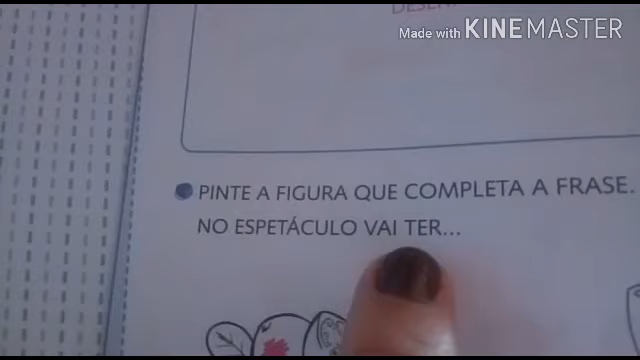 Made with KINEMASTER
PINTE A FIGURA QUE COMPLETA A FRASE.
NO ESPETÁCULO VAI TER...